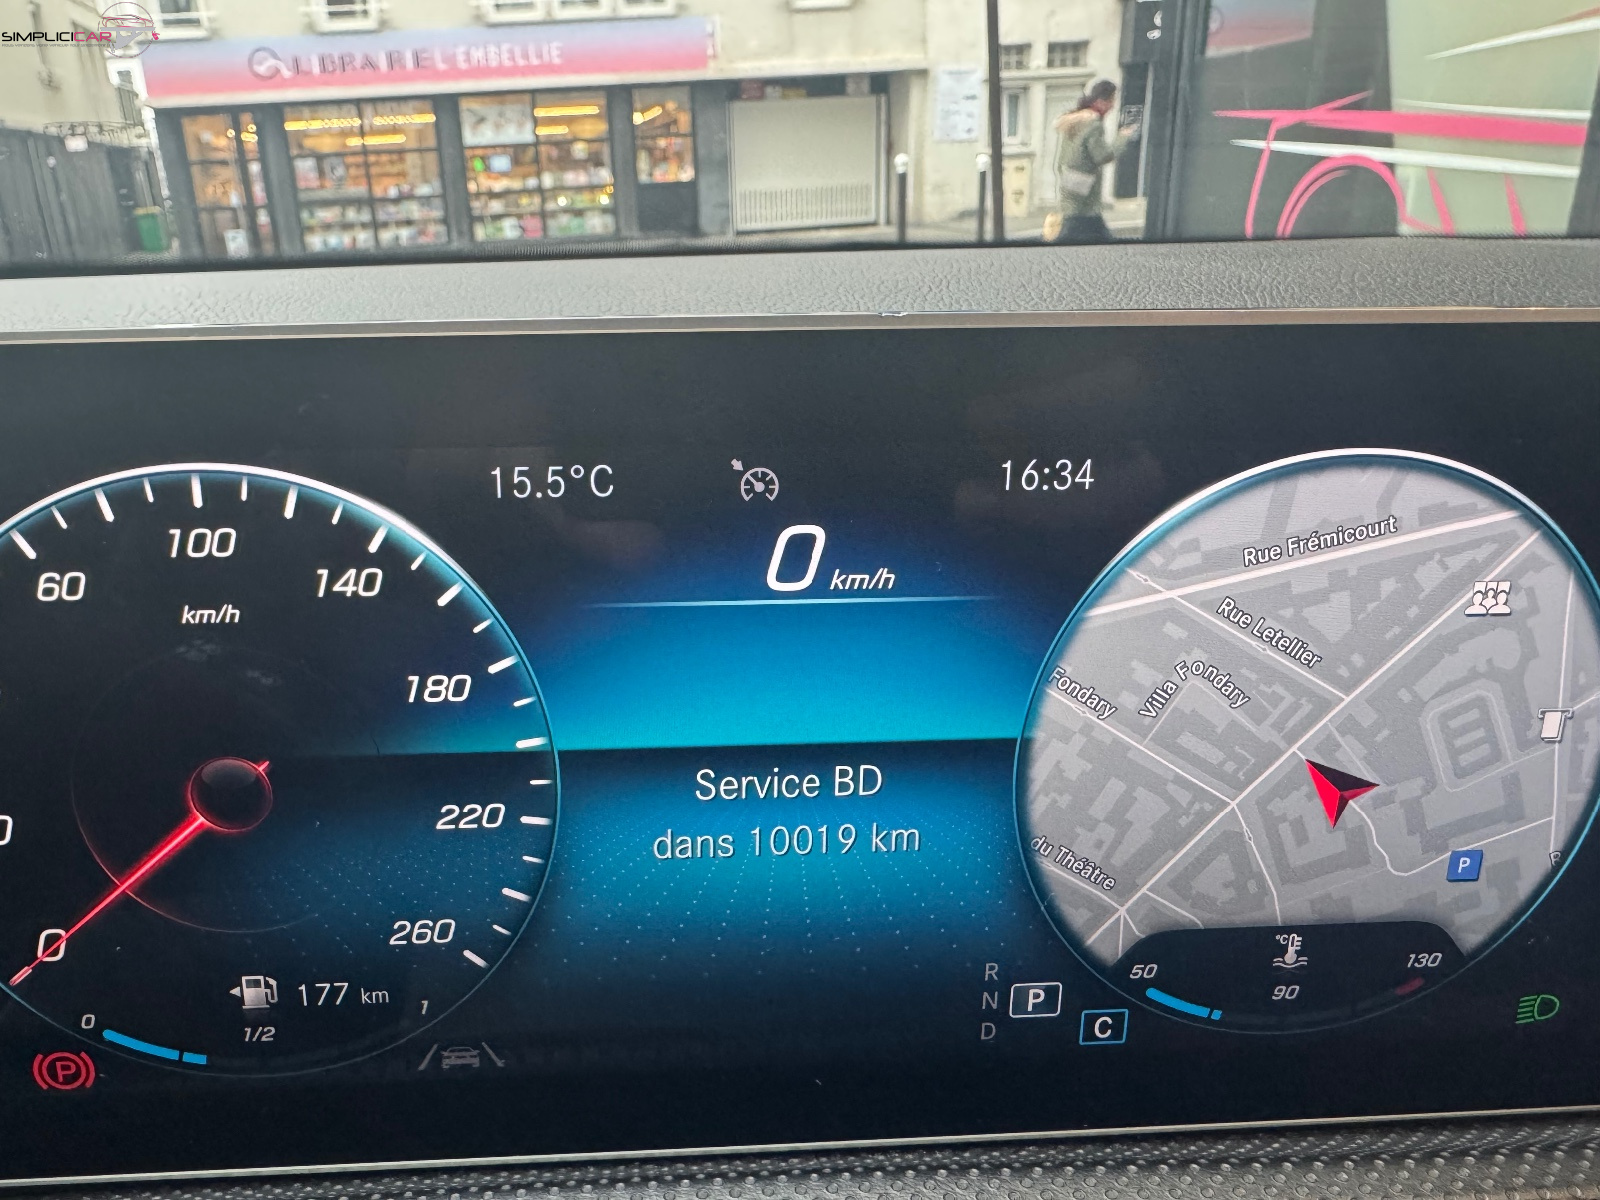 SIMPLICICAR
LIBRAIRIE L'EMBELLIE
15.5°C
16:34
0 km/h
60
100
140
180
220
260
km/h
0
Service BD
dans 10019 km
177 km
0
1/2
1
P
R
N
D
P
C
Rue Frémicourt
Rue Letellier
Villa Fondary
Fondary
du Théâtre
P
50
°C
90
130